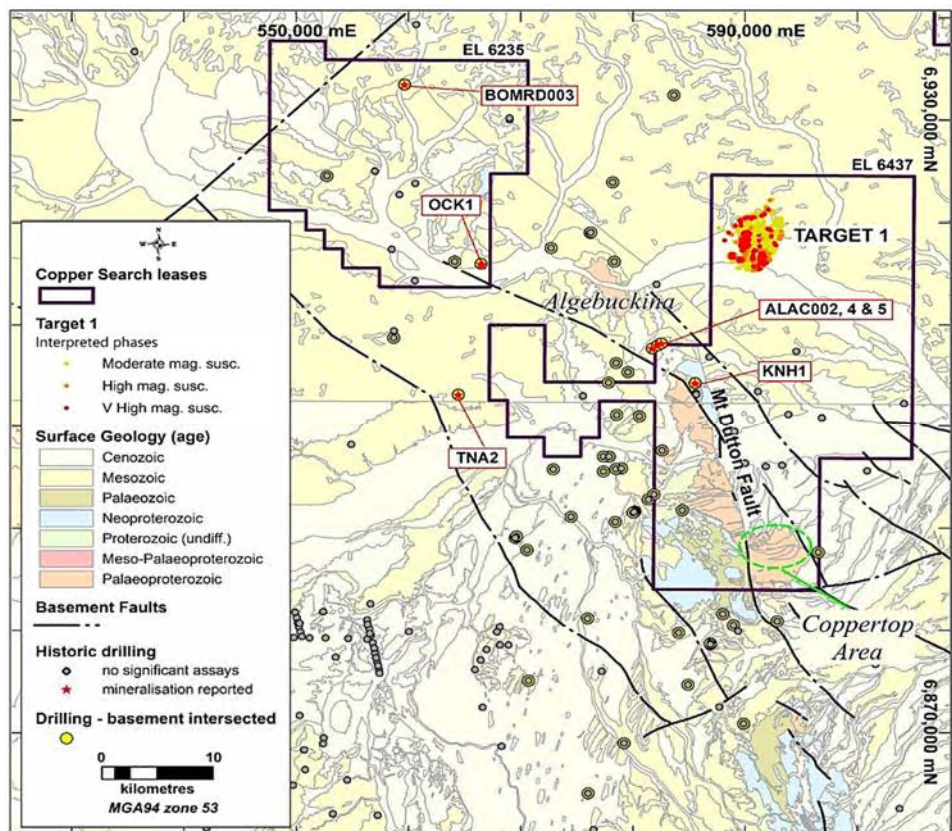 550,000 mE
590,000 mE
EL 6235
BOMRD003
6,930,000 mN
EL 6437
OCK1
TARGET 1
Algebuckina
ALAC002, 4 & 5
KNH1
Mt Dutton Fault
TNA2
Coppertop
Area
6,870,000 mN
N
W E
S
Copper Search leases
Target 1
Interpreted phases
Moderate mag. susc.
High mag. susc.
V High mag. susc.
Surface Geology (age)
Cenozoic
Mesozoic
Palaeozoic
Neoproterozoic
Proterozoic (undiff.)
Meso-Palaeoproterozoic
Palaeoproterozoic
Basement Faults
Historic drilling
no significant assays
mineralisation reported
Drilling - basement intersected
0 10
kilometres
MGA94 zone 53